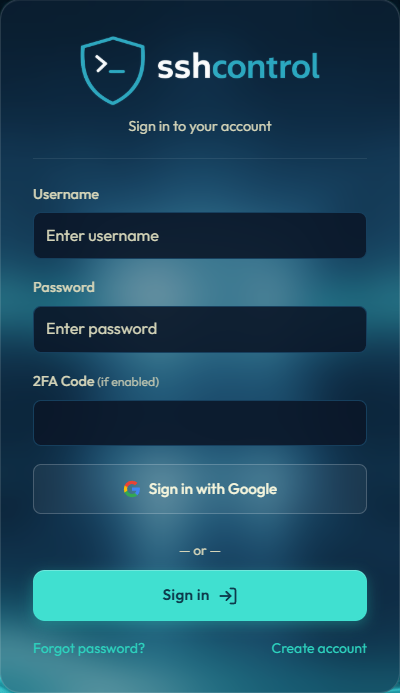 >_ sshcontrol
Sign in to your account
Username
Enter username
Password
Enter password
2FA Code (if enabled)
Sign in with Google
— or —
Sign in
Forgot password? Create account